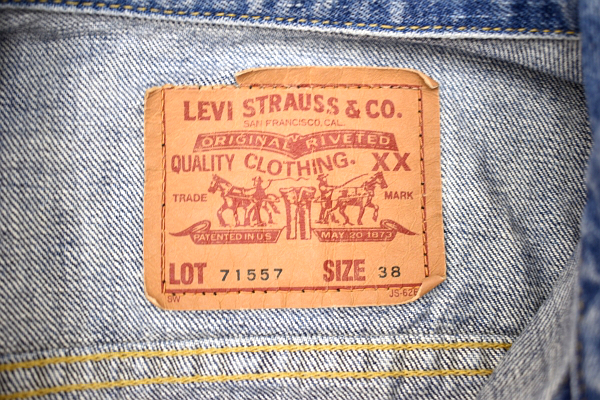 LEVI STRAUSS & CO.
SAN FRANCISCO, CAL.
ORIGINAL RIVETED
QUALITY CLOTHING. XX
TRADE MARK
PATENTED IN U.S. MAY 20 1873
LOT 71557 SIZE 38
SW